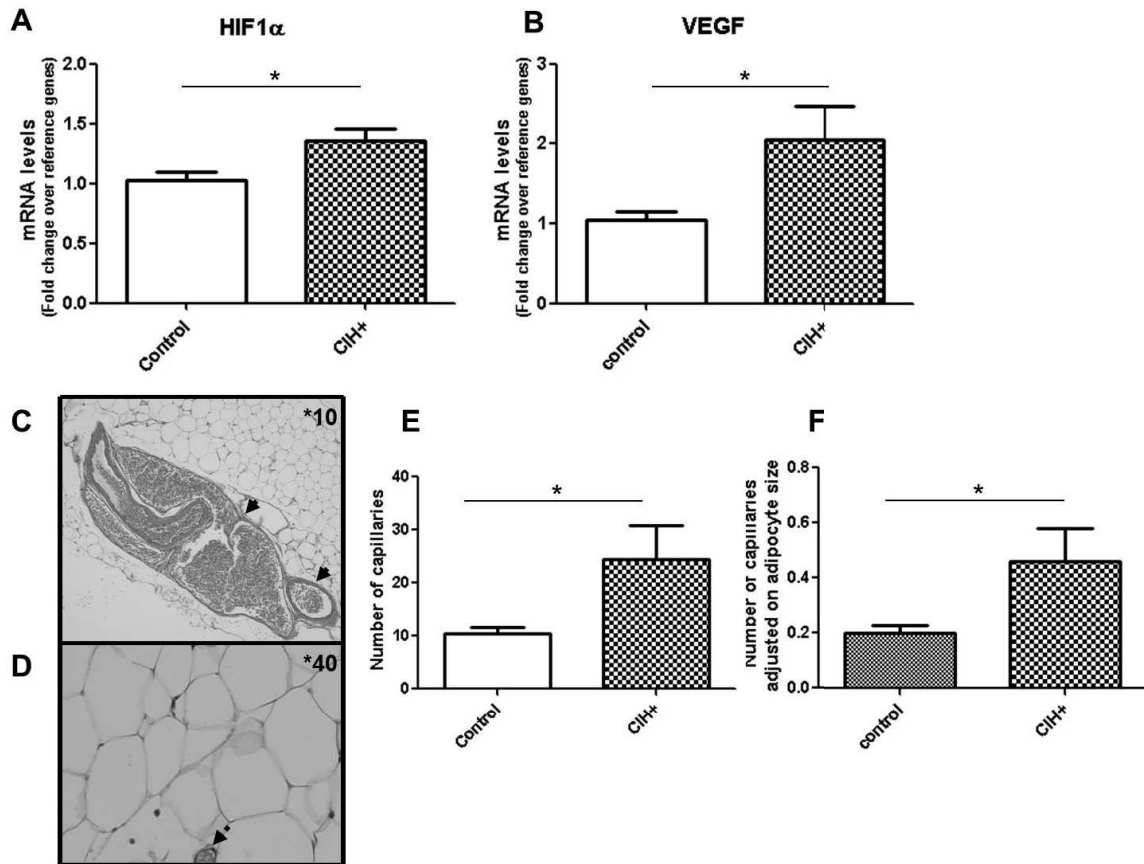 A
HIF1α
mRNA levels
(Fold change over reference genes)
2.0
1.5
1.0
0.5
0.0
*
Control
CIH+
B
VEGF
mRNA levels
(Fold change over reference genes)
3
2
1
0
*
control
CIH+
C
*10
D
*40
E
Number of capillaries
40
30
20
10
0
*
Control
CIH+
F
Number of capillaries
adjusted on adipocyte size
0.8
0.6
0.4
0.2
0.0
*
control
CIH+